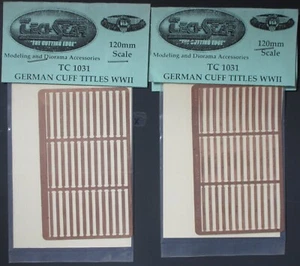 THE CUTTING EDGE
120mm
Scale
Modeling and Diorama Accessories
TC 1031
GERMAN CUFF TITLES WWII
THE CUTTING EDGE
120mm
Scale
Modeling and Diorama Accessories
TC 1031
GERMAN CUFF TITLES WWII